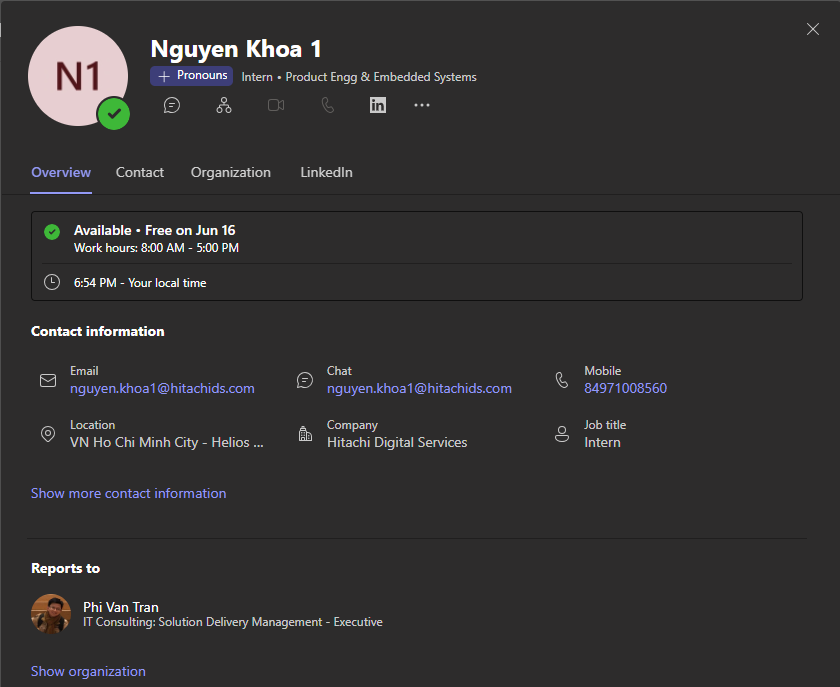 Nguyen Khoa 1
N1
Pronouns
Intern • Product Engg & Embedded Systems
in
Overview
Contact
Organization
LinkedIn
Available • Free on Jun 16
Work hours: 8:00 AM - 5:00 PM
6:54 PM - Your local time
Contact information
Email
nguyen.khoa1@hitachids.com
Chat
nguyen.khoa1@hitachids.com
Mobile
84971008560
Location
VN Ho Chi Minh City - Helios ...
Company
Hitachi Digital Services
Job title
Intern
Show more contact information
Reports to
Phi Van Tran
IT Consulting: Solution Delivery Management - Executive
Show organization